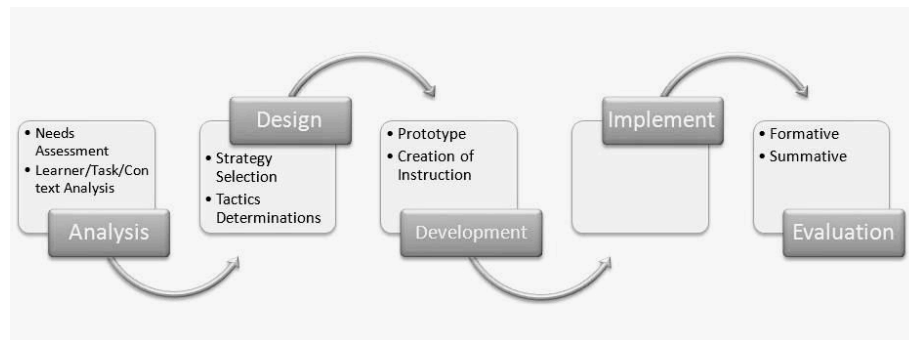 • Needs
Assessment
• Learner/Task/Con
text Analysis
Analysis
Design
• Strategy
Selection
• Tactics
Determinations
• Prototype
• Creation of
Instruction
Development
Implement
• Formative
• Summative
Evaluation